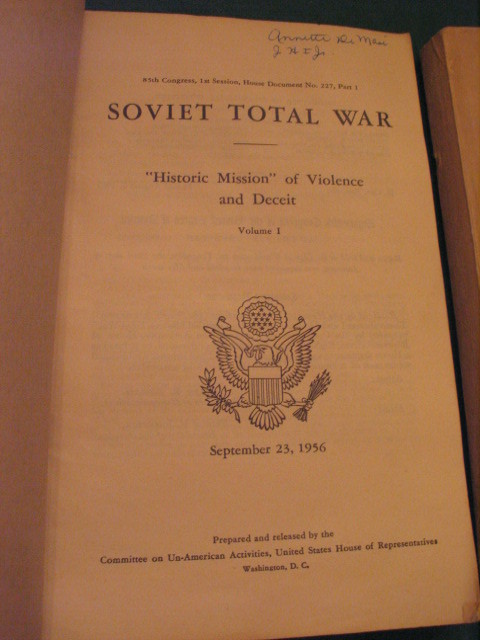 Annette De Masi
85th Congress, 1st Session, House Document No. 227, Part 1
SOVIET TOTAL WAR
"Historic Mission" of Violence
and Deceit
Volume I
September 23, 1956
Prepared and released by the
Committee on Un-American Activities, United States House of Representatives
Washington, D. C.